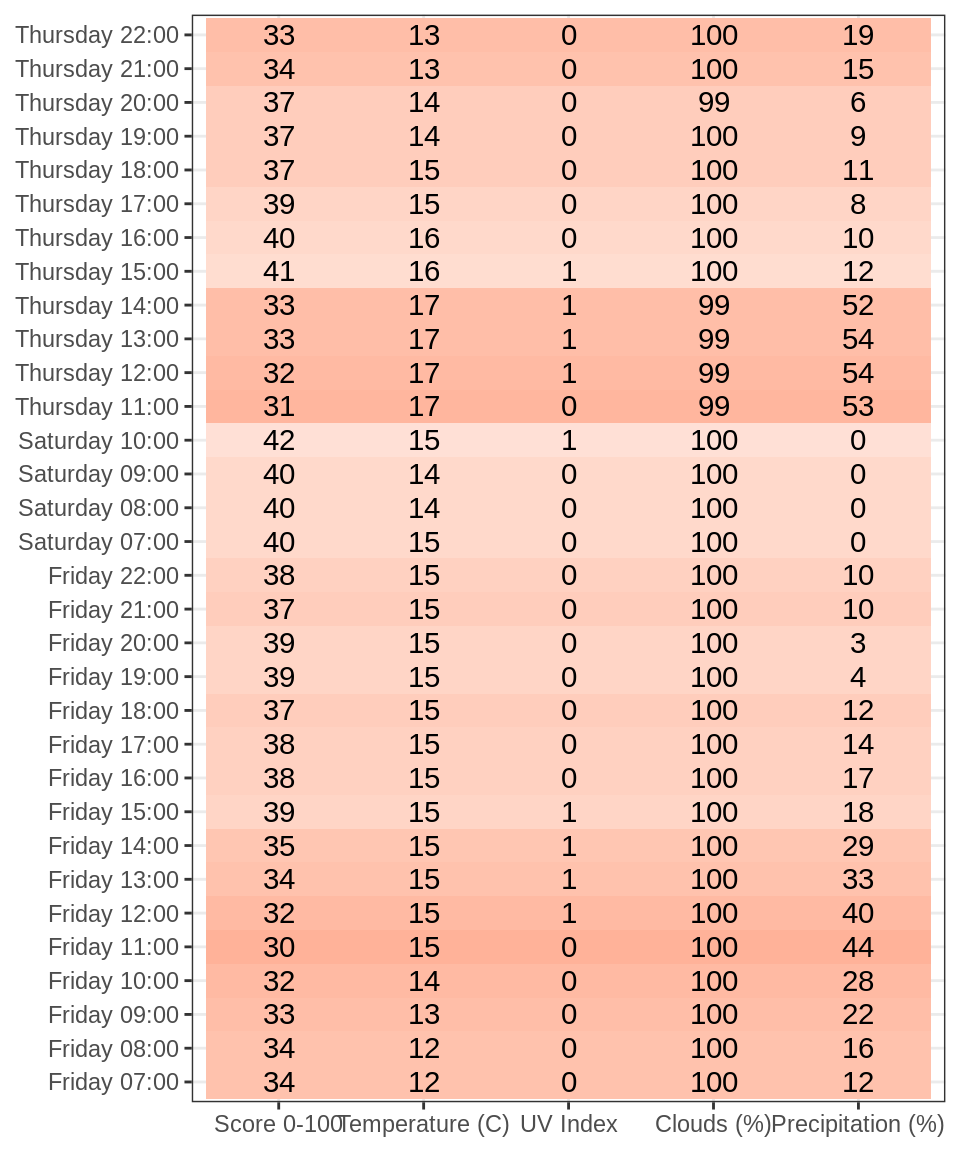 Thursday 22:00 33 13 0 100 19
Thursday 21:00 34 13 0 100 15
Thursday 20:00 37 14 0 99 6
Thursday 19:00 37 14 0 100 9
Thursday 18:00 37 15 0 100 11
Thursday 17:00 39 15 0 100 8
Thursday 16:00 40 16 0 100 10
Thursday 15:00 41 16 1 100 12
Thursday 14:00 33 17 1 99 52
Thursday 13:00 33 17 1 99 54
Thursday 12:00 32 17 1 99 54
Thursday 11:00 31 17 0 99 53
Saturday 10:00 42 15 1 100 0
Saturday 09:00 40 14 0 100 0
Saturday 08:00 40 14 0 100 0
Saturday 07:00 40 15 0 100 0
Friday 22:00 38 15 0 100 10
Friday 21:00 37 15 0 100 10
Friday 20:00 39 15 0 100 3
Friday 19:00 39 15 0 100 4
Friday 18:00 37 15 0 100 12
Friday 17:00 38 15 0 100 14
Friday 16:00 38 15 0 100 17
Friday 15:00 39 15 1 100 18
Friday 14:00 35 15 1 100 29
Friday 13:00 34 15 1 100 33
Friday 12:00 32 15 1 100 40
Friday 11:00 30 15 0 100 44
Friday 10:00 32 14 0 100 28
Friday 09:00 33 13 0 100 22
Friday 08:00 34 12 0 100 16
Friday 07:00 34 12 0 100 12
Score 0-100 Temperature (C) UV Index Clouds (%) Precipitation (%)